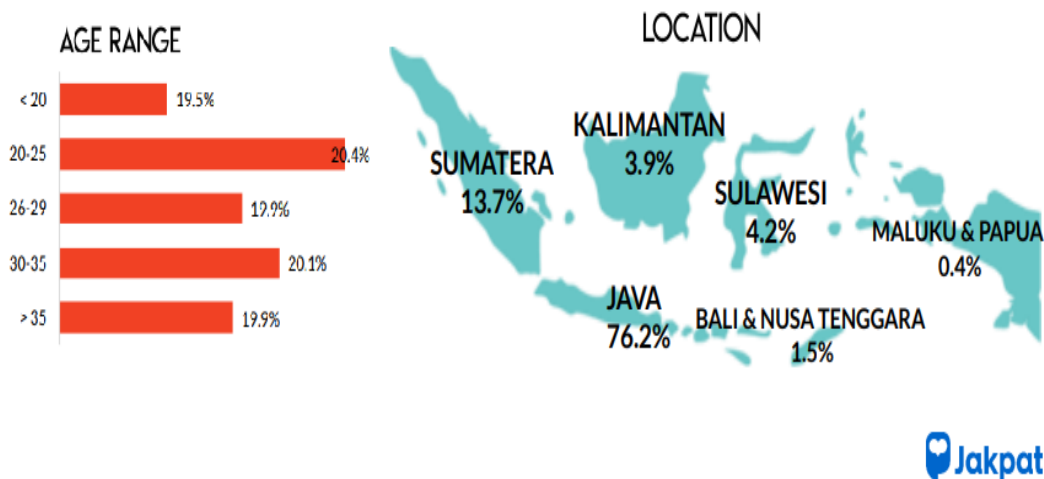 AGE RANGE
< 20
19.5%
20-25
20.4%
26-29
19.9%
30-35
20.1%
> 35
19.9%
LOCATION
SUMATERA
13.7%
KALIMANTAN
3.9%
SULAWESI
4.2%
MALUKU & PAPUA
0.4%
JAVA
76.2%
BALI & NUSA TENGGARA
1.5%
Jakpat